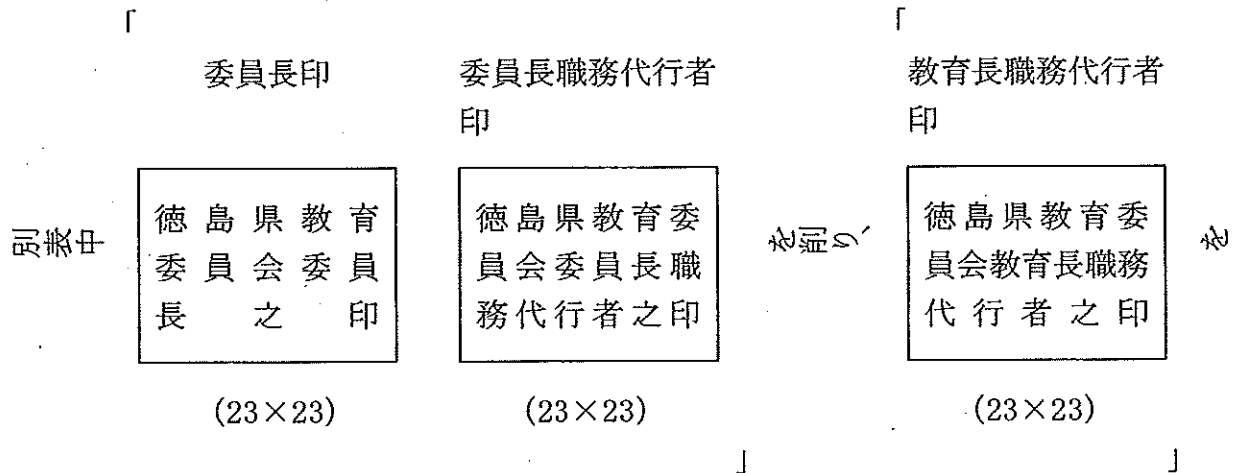 別表中
「
委員長印
徳島県教育
委員会委員
長之印
(23×23)
委員長職務代行者
印
徳島県教育委
員会委員長職
務代行者之印
(23×23)
」
を削り、
「
教育長職務代行者
印
徳島県教育委
員会教育長職務
代行者之印
(23×23)
」
を